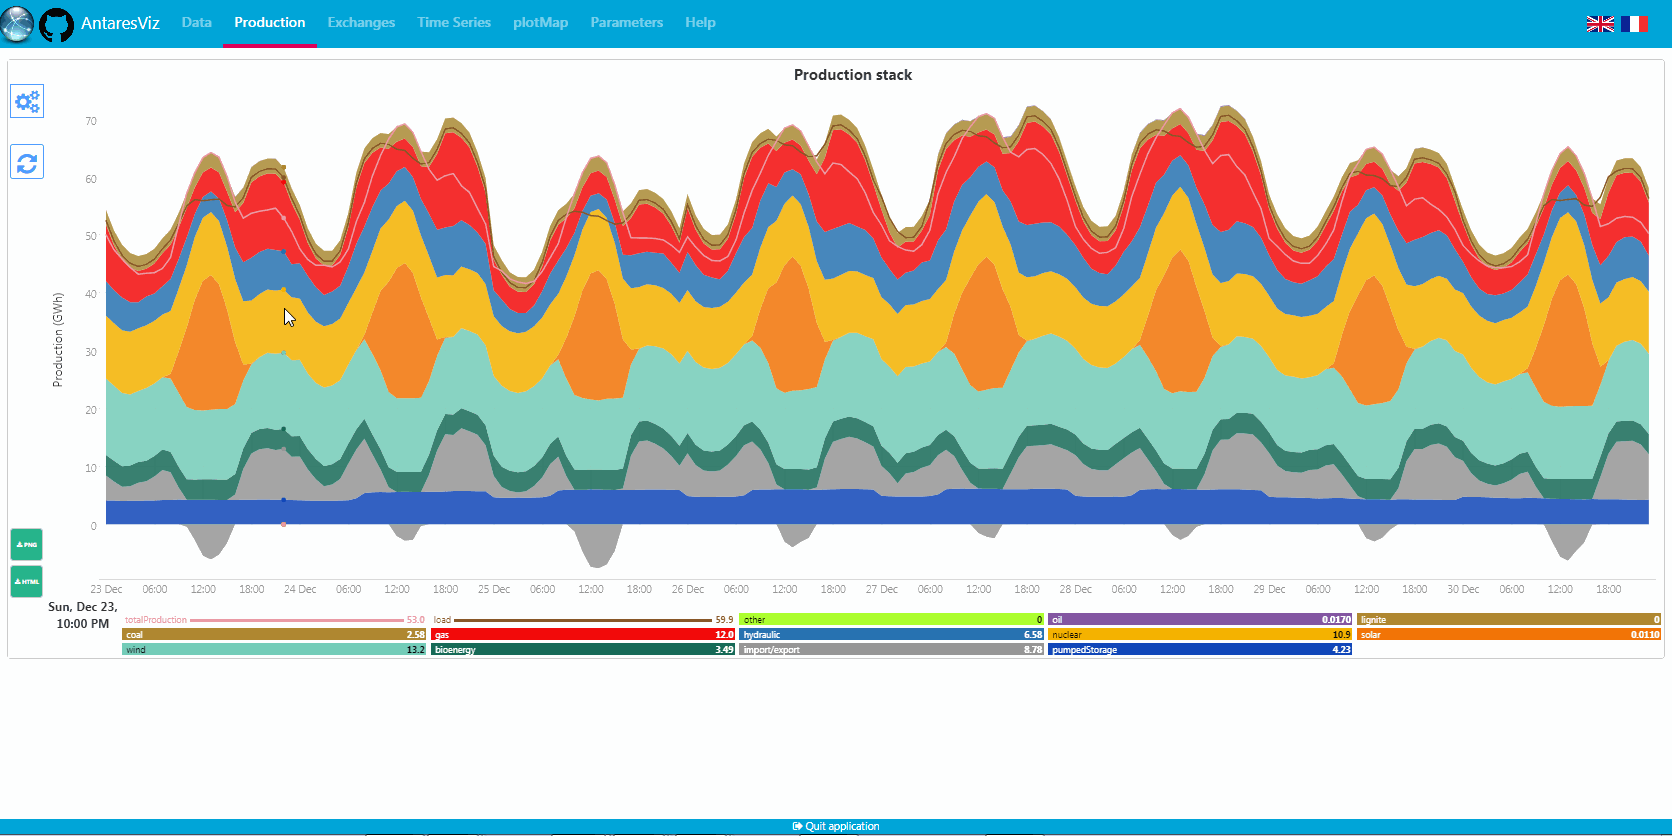 AntaresViz Data Production Exchanges Time Series plotMap Parameters Help
Production stack
Production (GWh)
70
60
50
40
30
20
10
0
PNG
HTML
23 Dec 06:00 12:00 18:00 24 Dec 06:00 12:00 18:00 25 Dec 06:00 12:00 18:00 26 Dec 06:00 12:00 18:00 27 Dec 06:00 12:00 18:00 28 Dec 06:00 12:00 18:00 29 Dec 06:00 12:00 18:00 30 Dec 06:00 12:00 18:00
Sun, Dec 23,
10:00 PM
totalProduction 53.0 load 59.9 other 0 oil 0.0170 lignite 0
coal 2.58 gas 12.0 hydraulic 6.58 nuclear 10.9 solar 0.0110
wind 13.2 bioenergy 3.49 import/export 8.78 pumpedStorage 4.23
Quit application